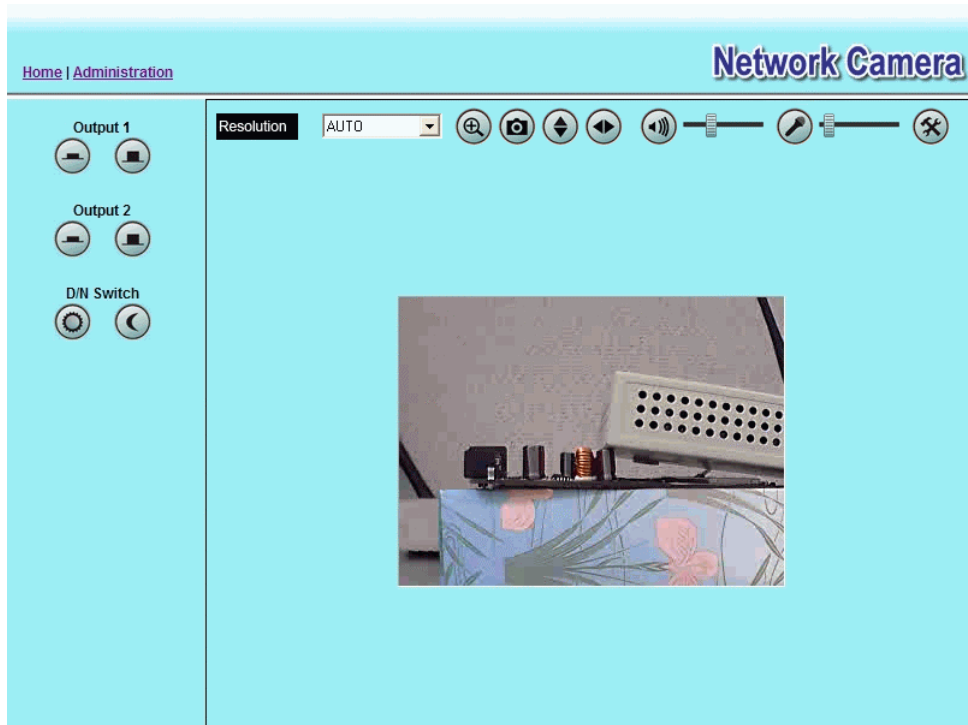 Network Camera
Home | Administration
Output 1
Output 2
D/N Switch
Resolution
AUTO